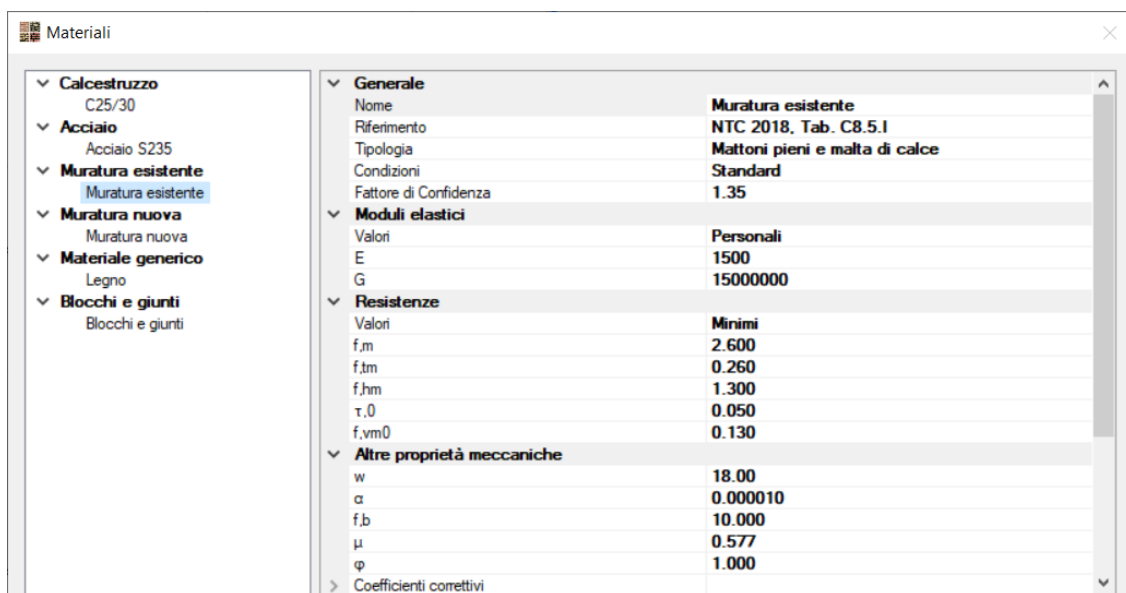 Materiali
Calcestruzzo
C25/30
Acciaio
Acciaio S235
Muratura esistente
Muratura esistente
Muratura nuova
Muratura nuova
Materiale generico
Legno
Blocchi e giunti
Blocchi e giunti
Generale
Nome Muratura esistente
Riferimento NTC 2018, Tab. C8.5.I
Tipologia Mattoni pieni e malta di calce
Condizioni Standard
Fattore di Confidenza 1.35
Moduli elastici
Valori Personali
E 1500
G 15000000
Resistenze
Valori Minimi
f,m 2.600
f,tm 0.260
f,hm 1.300
τ,0 0.050
f,vm0 0.130
Altre proprietà meccaniche
w 18.00
α 0.000010
f,b 10.000
μ 0.577
φ 1.000
Coefficienti correttivi